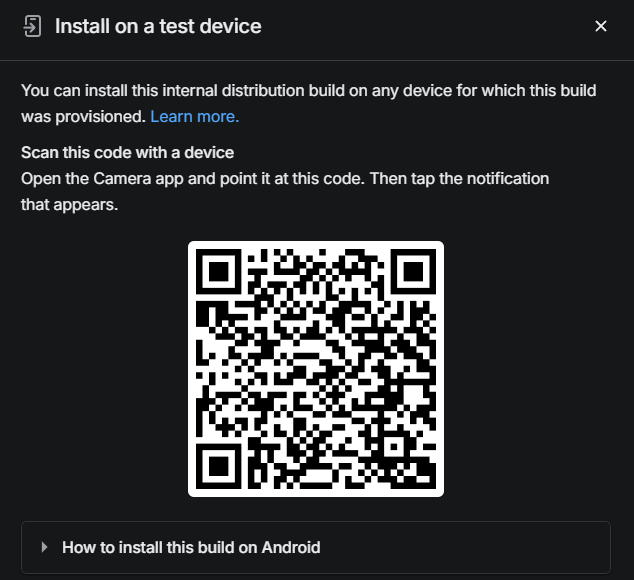 Install on a test device
You can install this internal distribution build on any device for which this build
was provisioned. Learn more.
Scan this code with a device
Open the Camera app and point it at this code. Then tap the notification
that appears.
How to install this build on Android